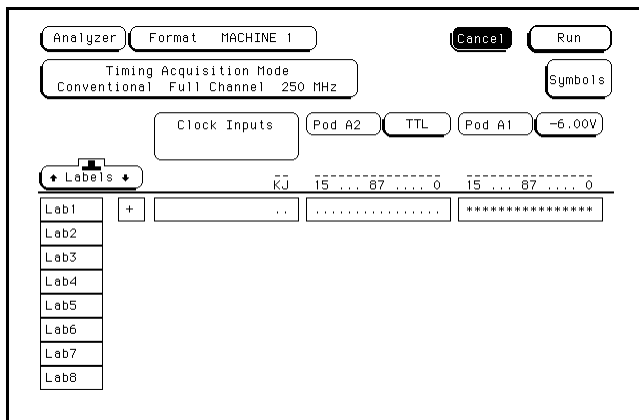 Analyzer Format MACHINE 1 Cancel Run
Timing Acquisition Mode
Conventional Full Channel 250 MHz
Symbols
Clock Inputs Pod A2 TTL Pod A1 -6.00V
Labels
KJ 15 ... 87 .... 0 15 ... 87 .... 0
Lab1 + .. ................ ****************
Lab2
Lab3
Lab4
Lab5
Lab6
Lab7
Lab8